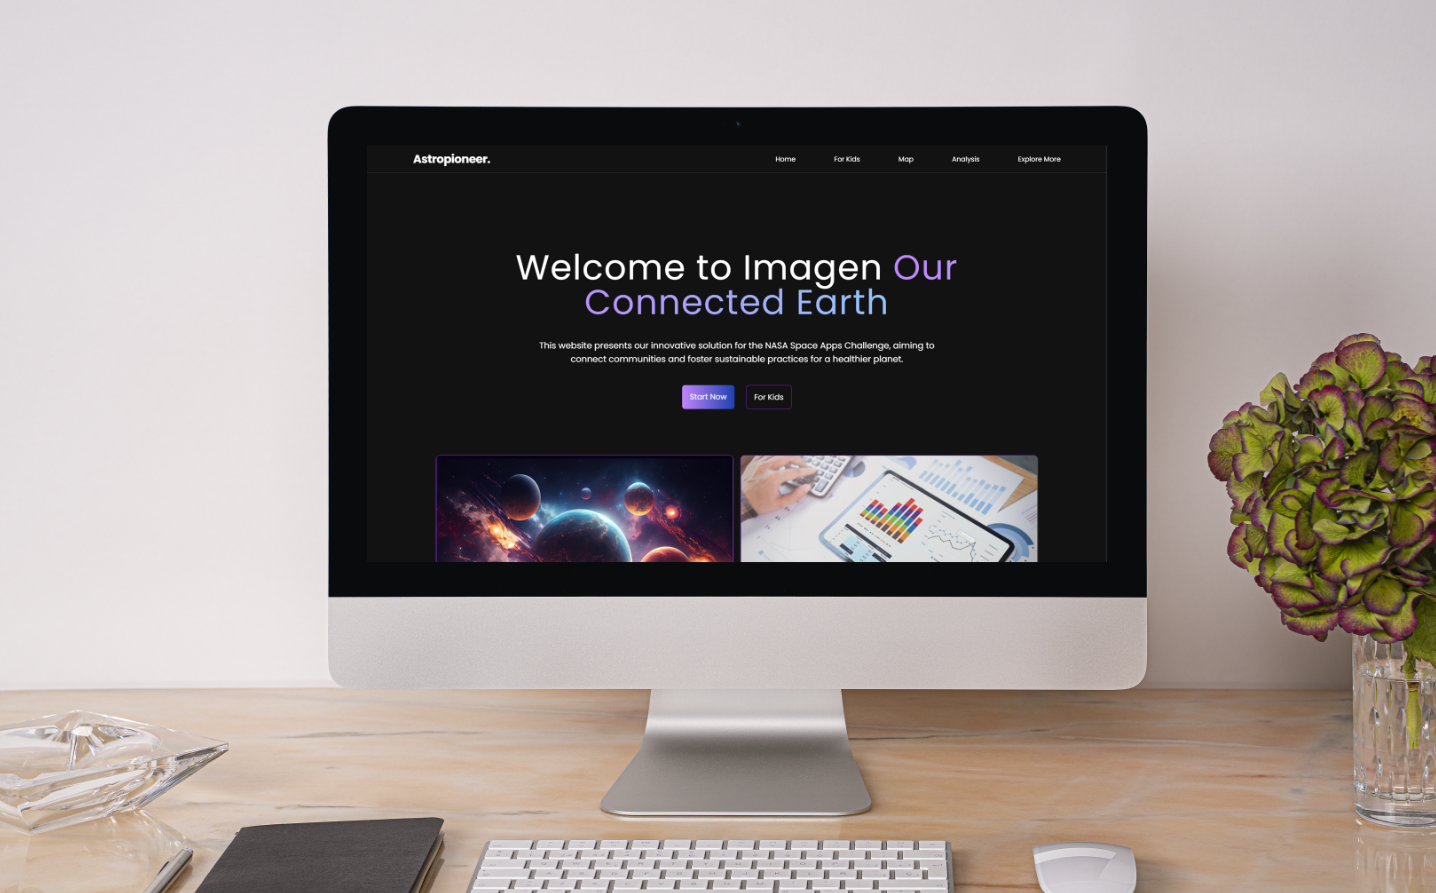 Astropioneer.
Home For Kids Map Analysis Explore More
Welcome to Imagen Our
Connected Earth
This website presents our innovative solution for the NASA Space Apps Challenge, aiming to
connect communities and foster sustainable practices for a healthier planet.
Start Now For Kids